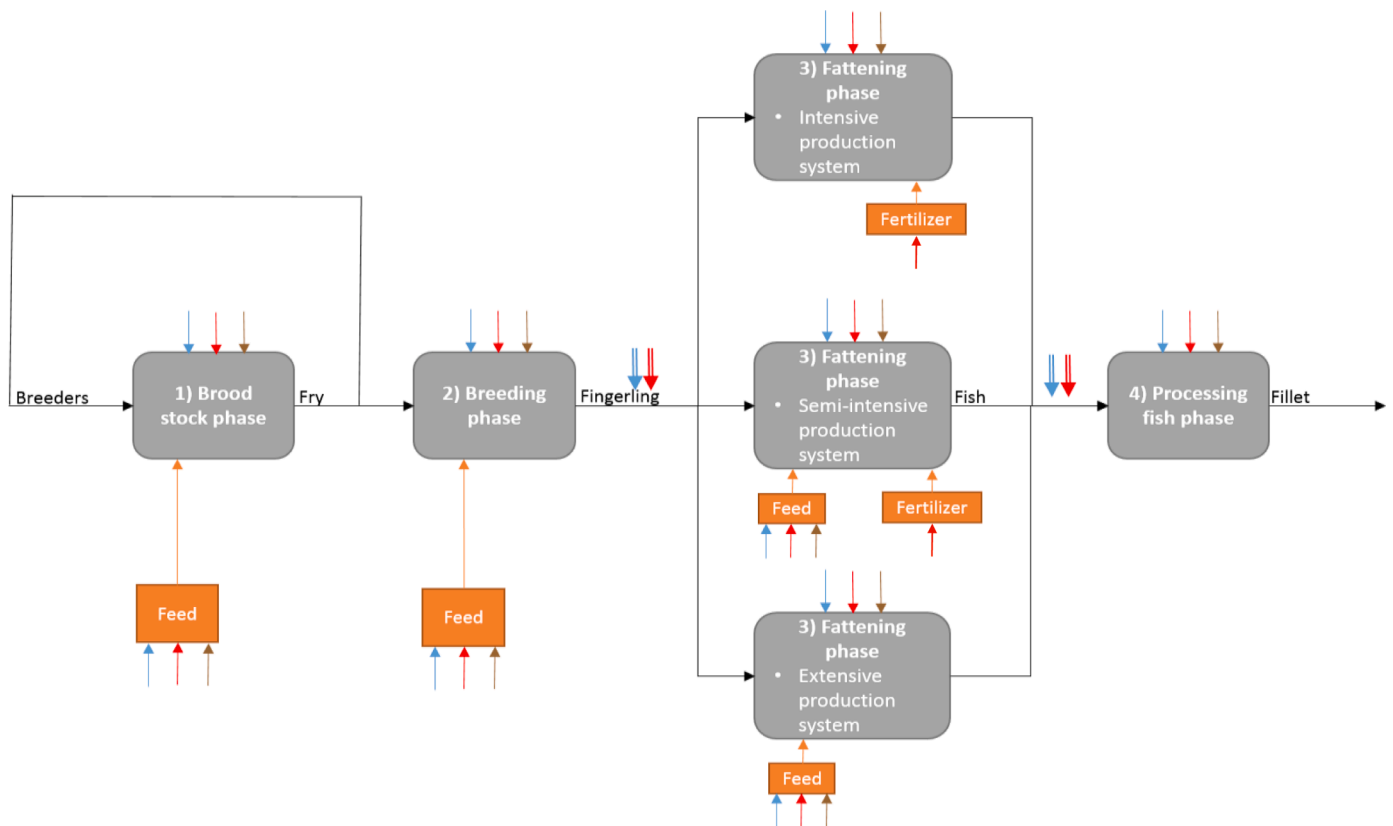 3) Fattening
phase
• Intensive
production
system
Fertilizer
Breeders
1) Brood
stock phase
Fry
2) Breeding
phase
Fingerling
3) Fattening
phase
• Semi-intensive
production
system
Fish
4) Processing
fish phase
Fillet
Feed
Fertilizer
Feed
Feed
3) Fattening
phase
• Extensive
production
system
Feed